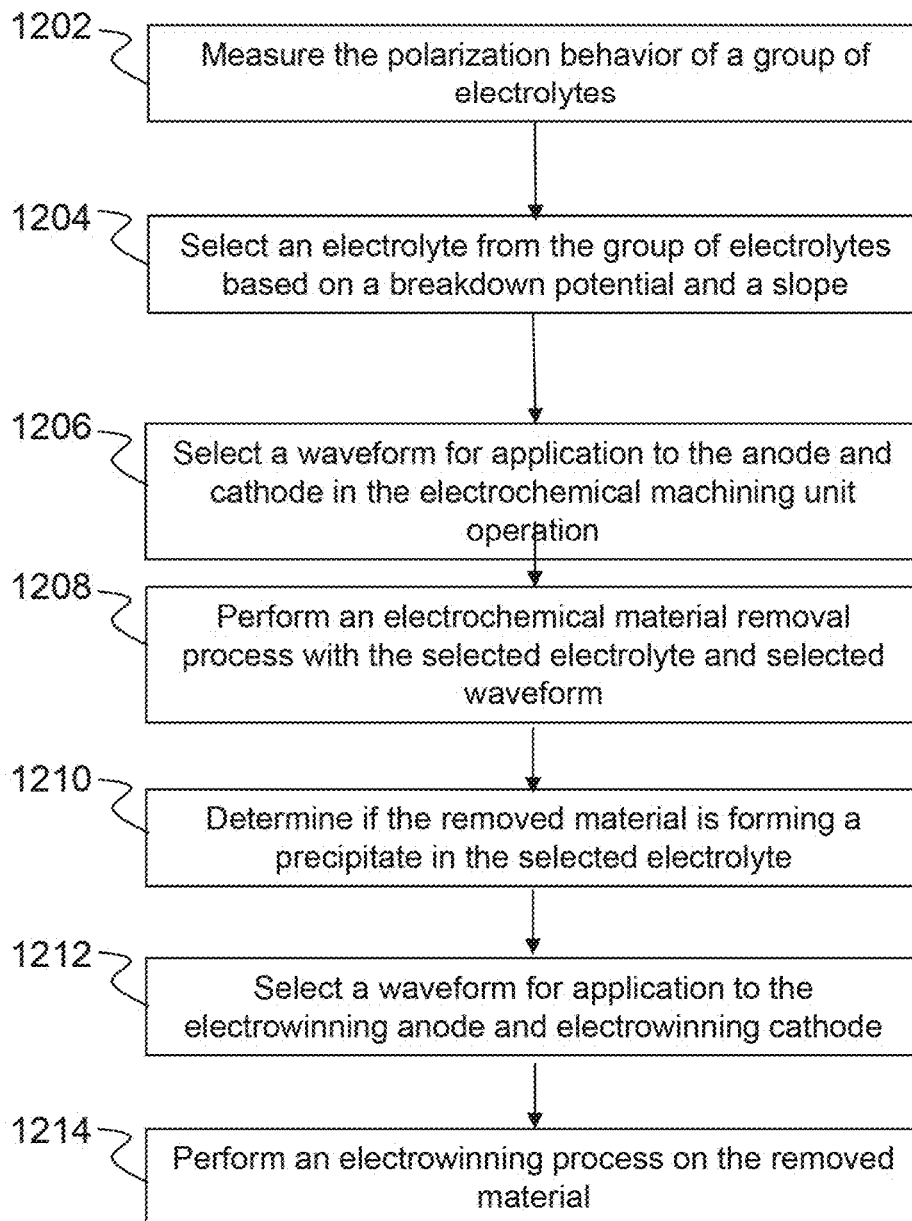 1202
Measure the polarization behavior of a group of
electrolytes
1204
Select an electrolyte from the group of electrolytes
based on a breakdown potential and a slope
1206
Select a waveform for application to the anode and
cathode in the electrochemical machining unit
operation
1208
Perform an electrochemical material removal
process with the selected electrolyte and selected
waveform
1210
Determine if the removed material is forming a
precipitate in the selected electrolyte
1212
Select a waveform for application to the
electrowinning anode and electrowinning cathode
1214
Perform an electrowinning process on the removed
material